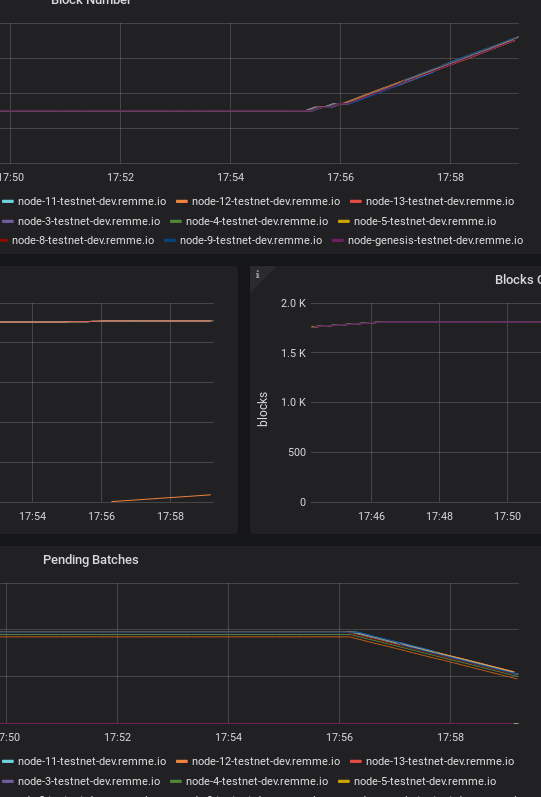 Block Number
7:50 17:52 17:54 17:56 17:58
node-11-testnet-dev.remme.io node-12-testnet-dev.remme.io node-13-testnet-dev.remme.io
node-3-testnet-dev.remme.io node-4-testnet-dev.remme.io node-5-testnet-dev.remme.io
node-8-testnet-dev.remme.io node-9-testnet-dev.remme.io node-genesis-testnet-dev.remme.io
17:54 17:56 17:58
i
Blocks
2.0 K
1.5 K
1.0 K
500
0
blocks
17:46 17:48 17:50
Pending Batches
7:50 17:52 17:54 17:56 17:58
node-11-testnet-dev.remme.io node-12-testnet-dev.remme.io node-13-testnet-dev.remme.io
node-3-testnet-dev.remme.io node-4-testnet-dev.remme.io node-5-testnet-dev.remme.io